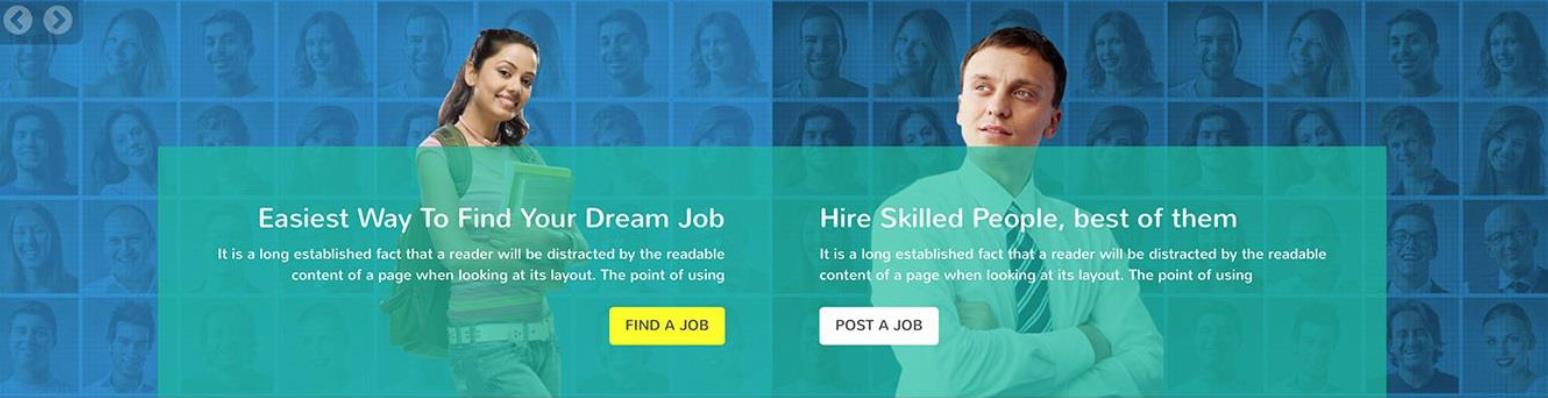 Easiest Way To Find Your Dream Job
It is a long established fact that a reader will be distracted by the readable
content of a page when looking at its layout. The point of using
FIND A JOB
Hire Skilled People, best of them
It is a long established fact that a reader will be distracted by the readable
content of a page when looking at its layout. The point of using
POST A JOB